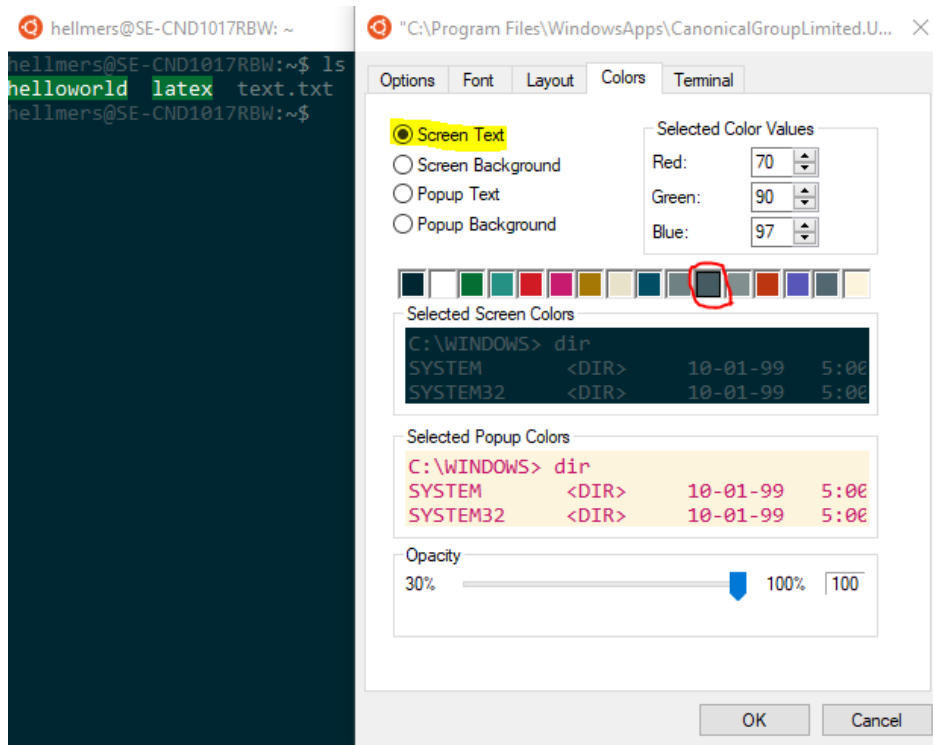 hellmers@SE-CND1017RBW: ~
hellmers@SE-CND1017RBW:~$ ls
helloworld latex text.txt
hellmers@SE-CND1017RBW:~$
"C:\Program Files\WindowsApps\CanonicalGroupLimited.U...
Options Font Layout Colors Terminal
Screen Text
Screen Background
Popup Text
Popup Background
Selected Color Values
Red: 70
Green: 90
Blue: 97
Selected Screen Colors
C:\WINDOWS> dir
SYSTEM <DIR> 10-01-99 5:00
SYSTEM32 <DIR> 10-01-99 5:00
Selected Popup Colors
C:\WINDOWS> dir
SYSTEM <DIR> 10-01-99 5:00
SYSTEM32 <DIR> 10-01-99 5:00
Opacity
30% 100% 100
OK Cancel